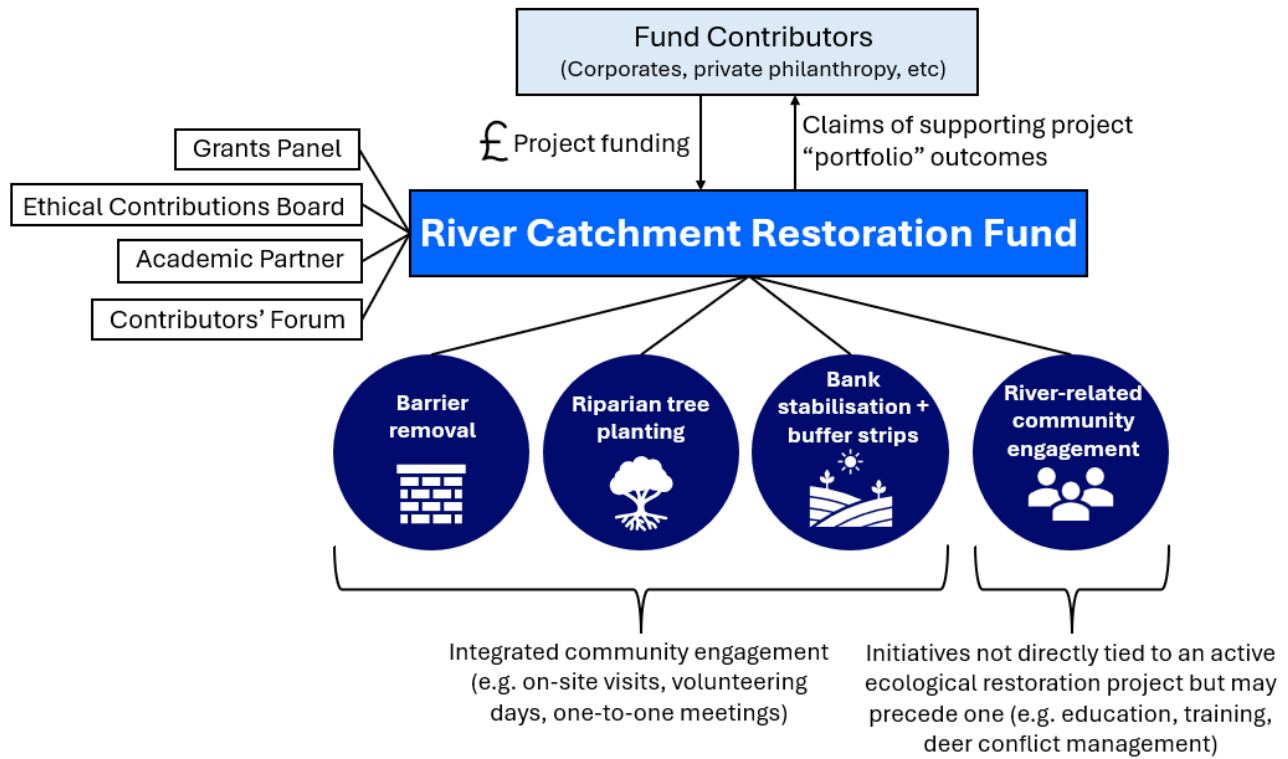 Fund Contributors
(Corporates, private philanthropy, etc)
£ Project funding
Claims of supporting project
“portfolio” outcomes
Grants Panel
Ethical Contributions Board
Academic Partner
Contributors’ Forum
River Catchment Restoration Fund
Barrier
removal
Riparian tree
planting
Bank
stabilisation +
buffer strips
River-related
community
engagement
Integrated community engagement
(e.g. on-site visits, volunteering
days, one-to-one meetings)
Initiatives not directly tied to an active
ecological restoration project but may
precede one (e.g. education, training,
deer conflict management)